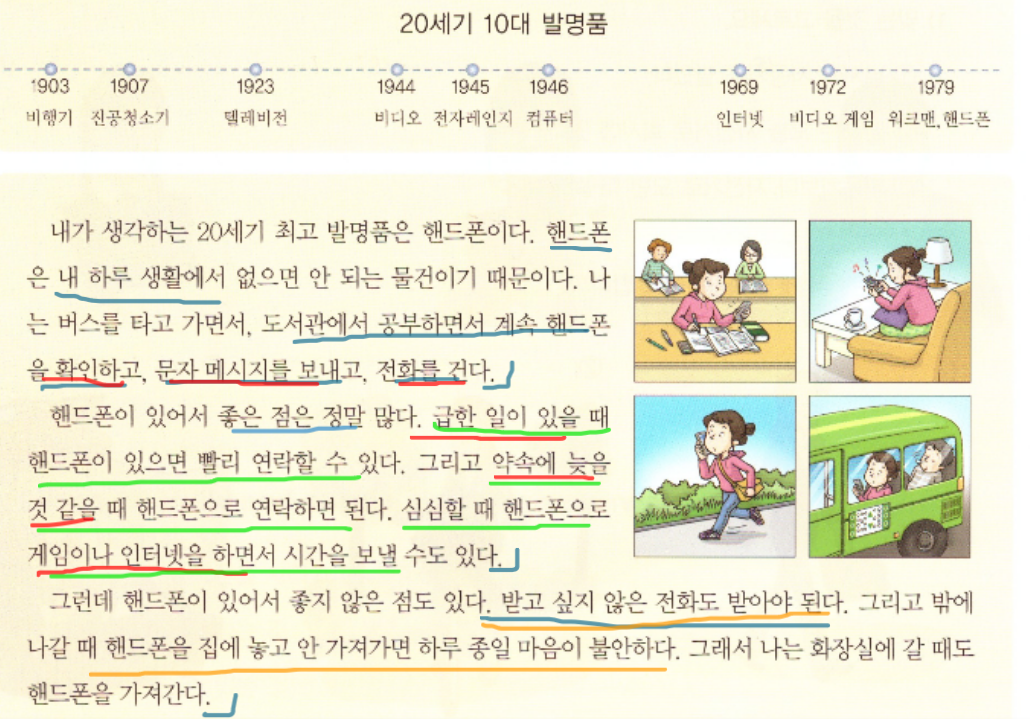 20세기 10대 발명품
1903 1907 1923 1944 1945 1946 1969 1972 1979
비행기 진공청소기 텔레비전 비디오 전자레인지 컴퓨터 인터넷 비디오 게임 워크맨, 핸드폰
내가 생각하는 20세기 최고 발명품은 핸드폰이다. 핸드폰
은 내 하루 생활에서 없으면 안 되는 물건이기 때문이다. 나
는 버스를 타고 가면서, 도서관에서 공부하면서 계속 핸드폰
을 확인하고, 문자 메시지를 보내고, 전화를 건다.
핸드폰이 있어서 좋은 점은 정말 많다. 급한 일이 있을 때
핸드폰이 있으면 빨리 연락할 수 있다. 그리고 약속에 늦을
것 같을 때 핸드폰으로 연락하면 된다. 심심할 때 핸드폰으로
게임이나 인터넷을 하면서 시간을 보낼 수도 있다.
그런데 핸드폰이 있어서 좋지 않은 점도 있다. 받고 싶지 않은 전화도 받아야 된다. 그리고 밖에
나갈 때 핸드폰을 집에 놓고 안 가져가면 하루 종일 마음이 불안하다. 그래서 나는 화장실에 갈 때도
핸드폰을 가져간다.